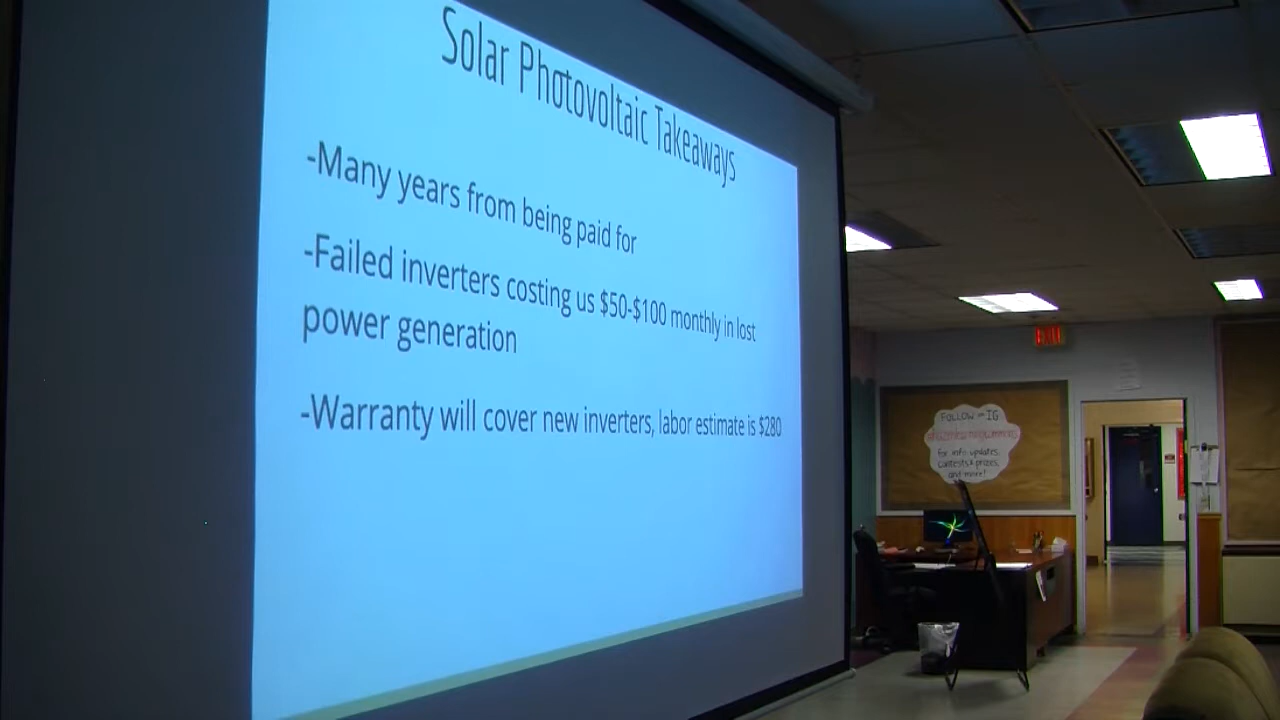 Solar Photovoltaic Takeaways
-Many years from being paid for
-Failed inverters costing us $50-$100 monthly in lost
power generation
-Warranty will cover new inverters, labor estimate is $280
FOLLOW on IG
for info, updates,
contests & prizes,
and more!